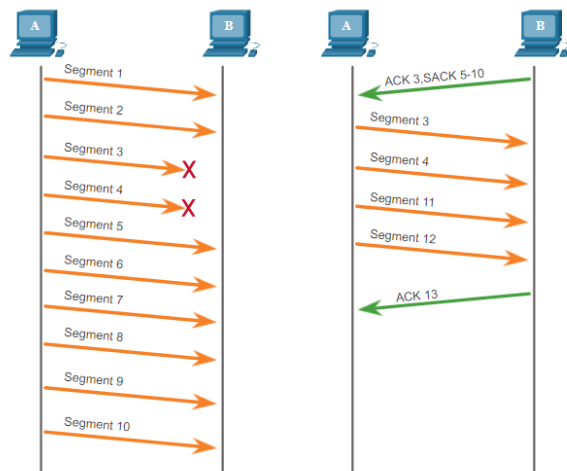 A
B
Segment 1
Segment 2
Segment 3
X
Segment 4
X
Segment 5
Segment 6
Segment 7
Segment 8
Segment 9
Segment 10
A
B
ACK 3,SACK 5-10
Segment 3
Segment 4
Segment 11
Segment 12
ACK 13